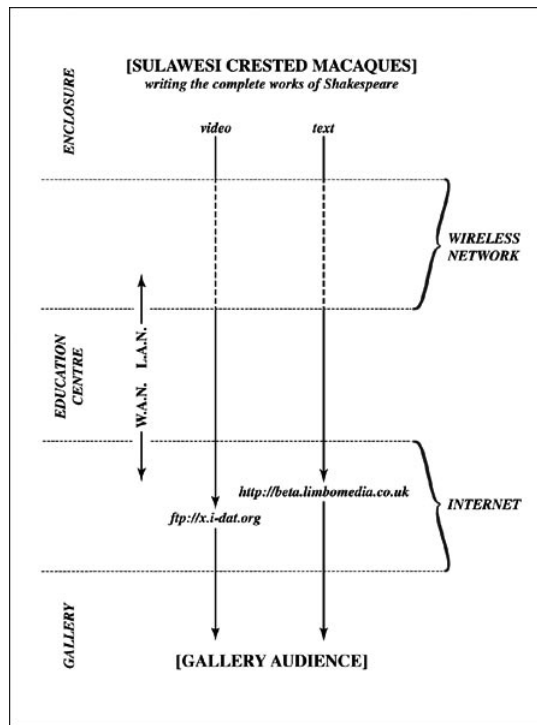 [SULAWESI CRESTED MACAQUES]
writing the complete works of Shakespeare
ENCLOSURE
video
text
WIRELESS
NETWORK
EDUCATION
CENTRE
W.A.N. L.A.N.
http://beta.limbomedia.co.uk
ftp://x.i-dat.org
INTERNET
GALLERY
[GALLERY AUDIENCE]